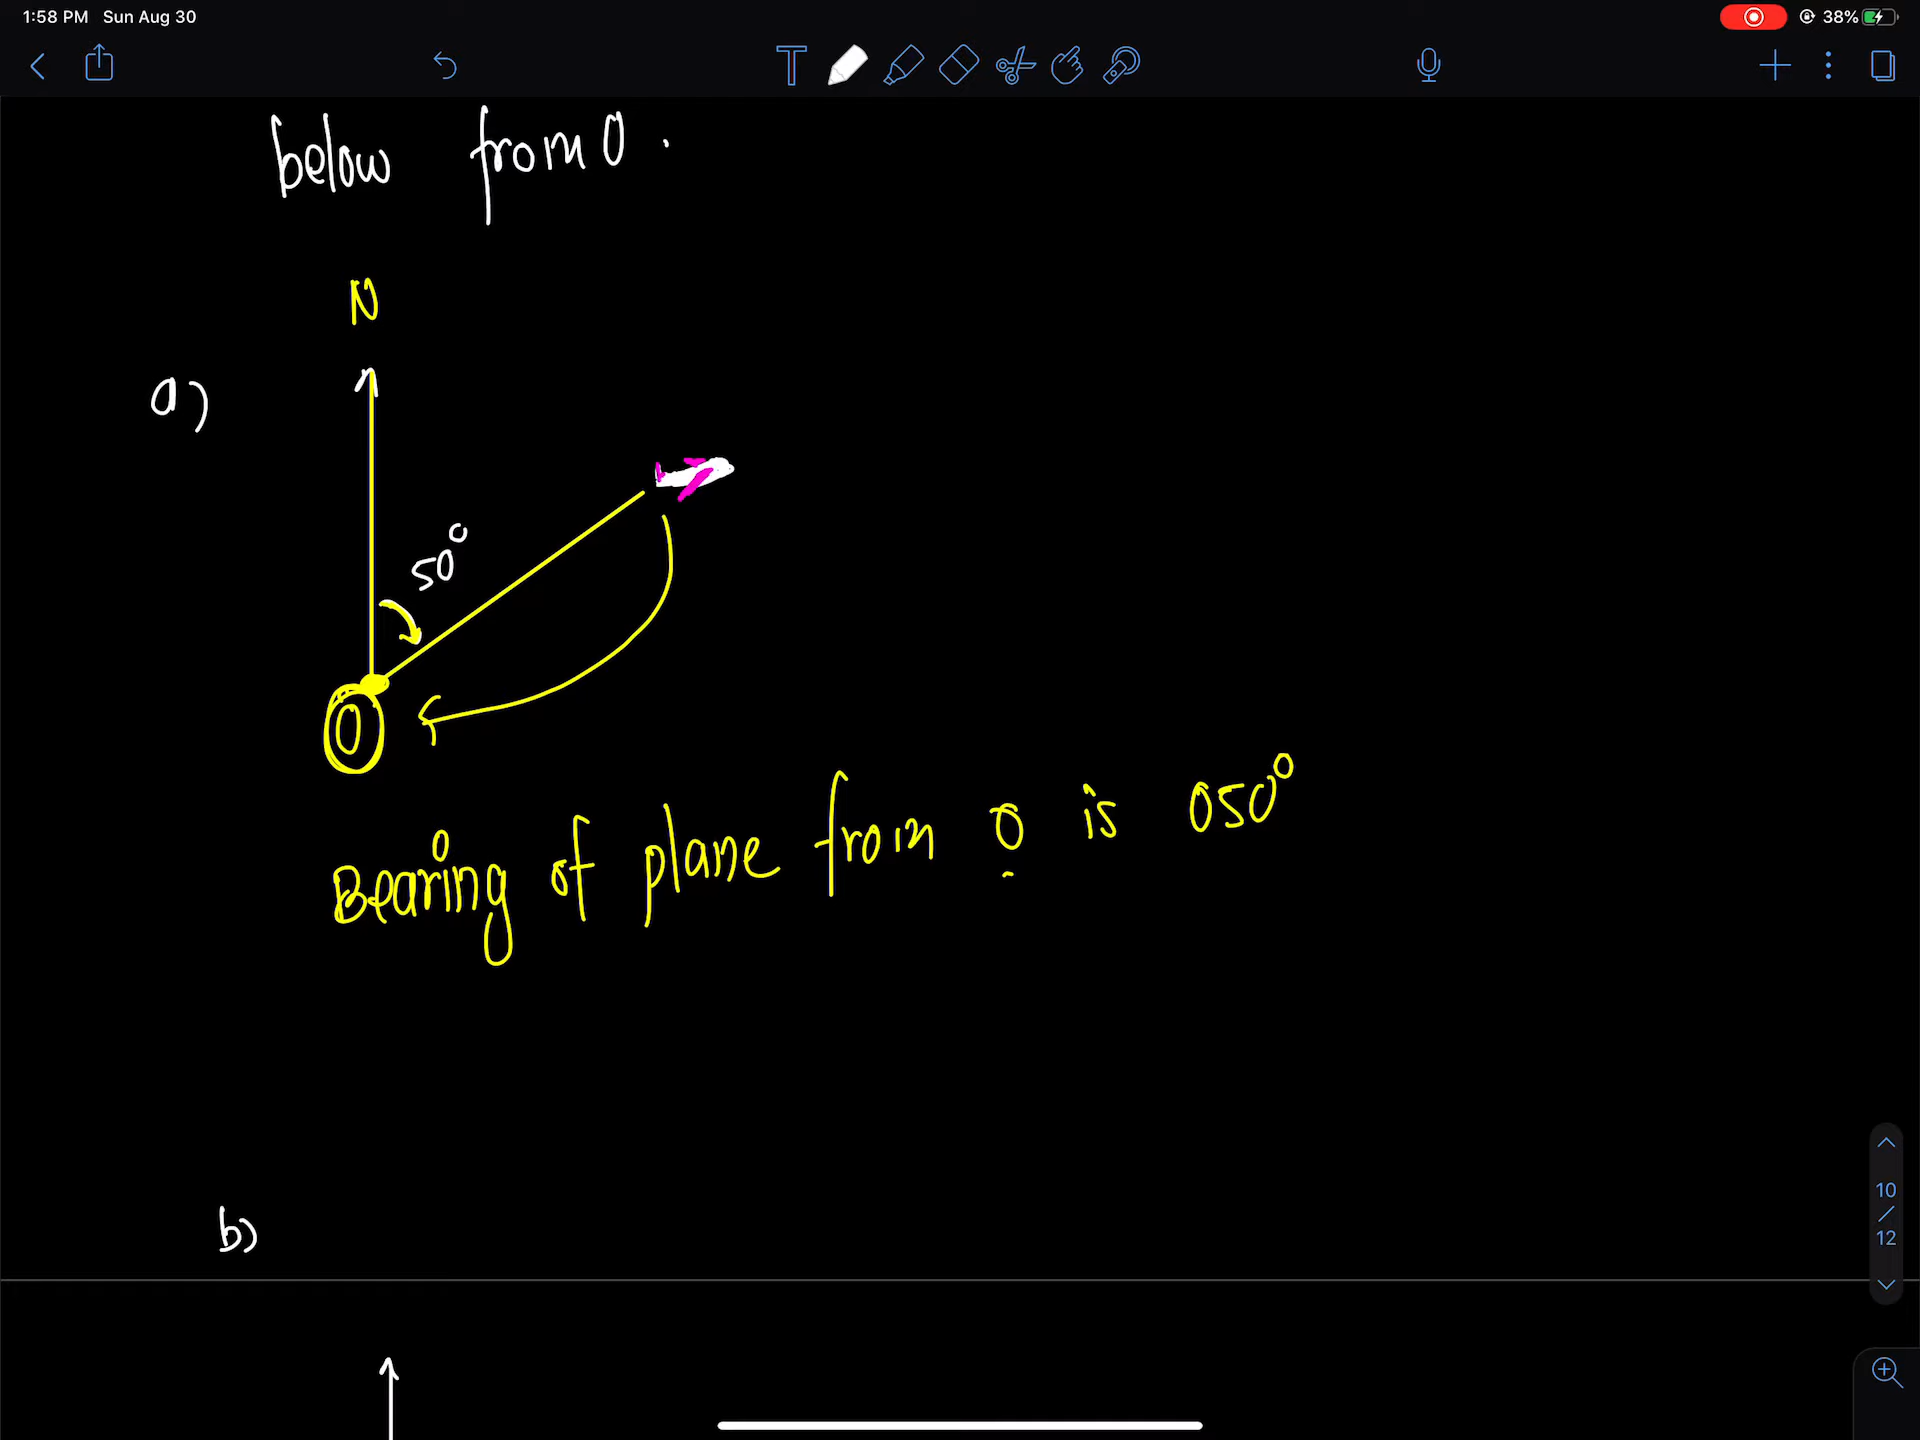 1:58 PM Sun Aug 30
38%
T
below from O.
N
a)
50°
O
Bearing of plane from O is 050°
10
/
12
b)